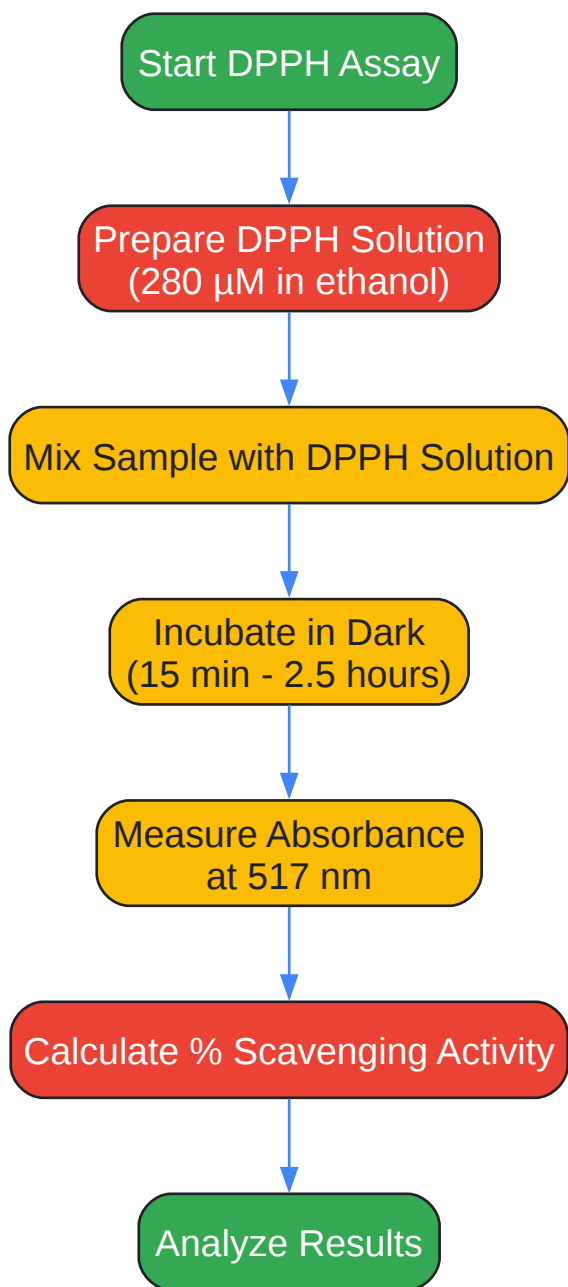 Start DPPH Assay
Prepare DPPH Solution
(280 µM in ethanol)
Mix Sample with DPPH Solution
Incubate in Dark
(15 min - 2.5 hours)
Measure Absorbance
at 517 nm
Calculate % Scavenging Activity
Analyze Results